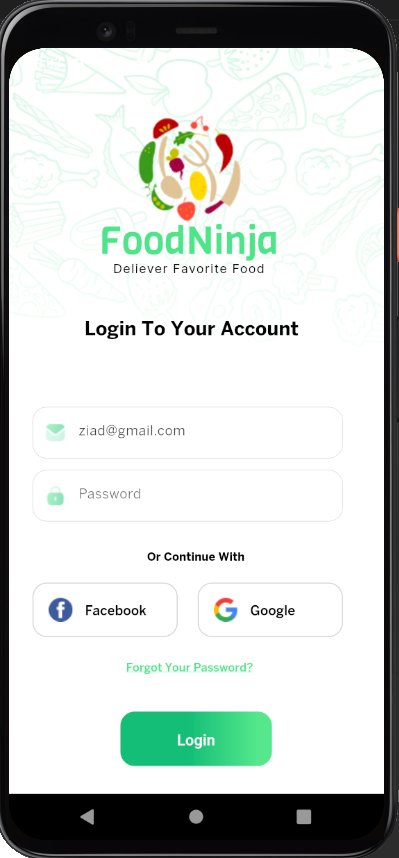 FoodNinja
Deliever Favorite Food
Login To Your Account
ziad@gmail.com
Password
Or Continue With
Facebook
Google
Forgot Your Password?
Login